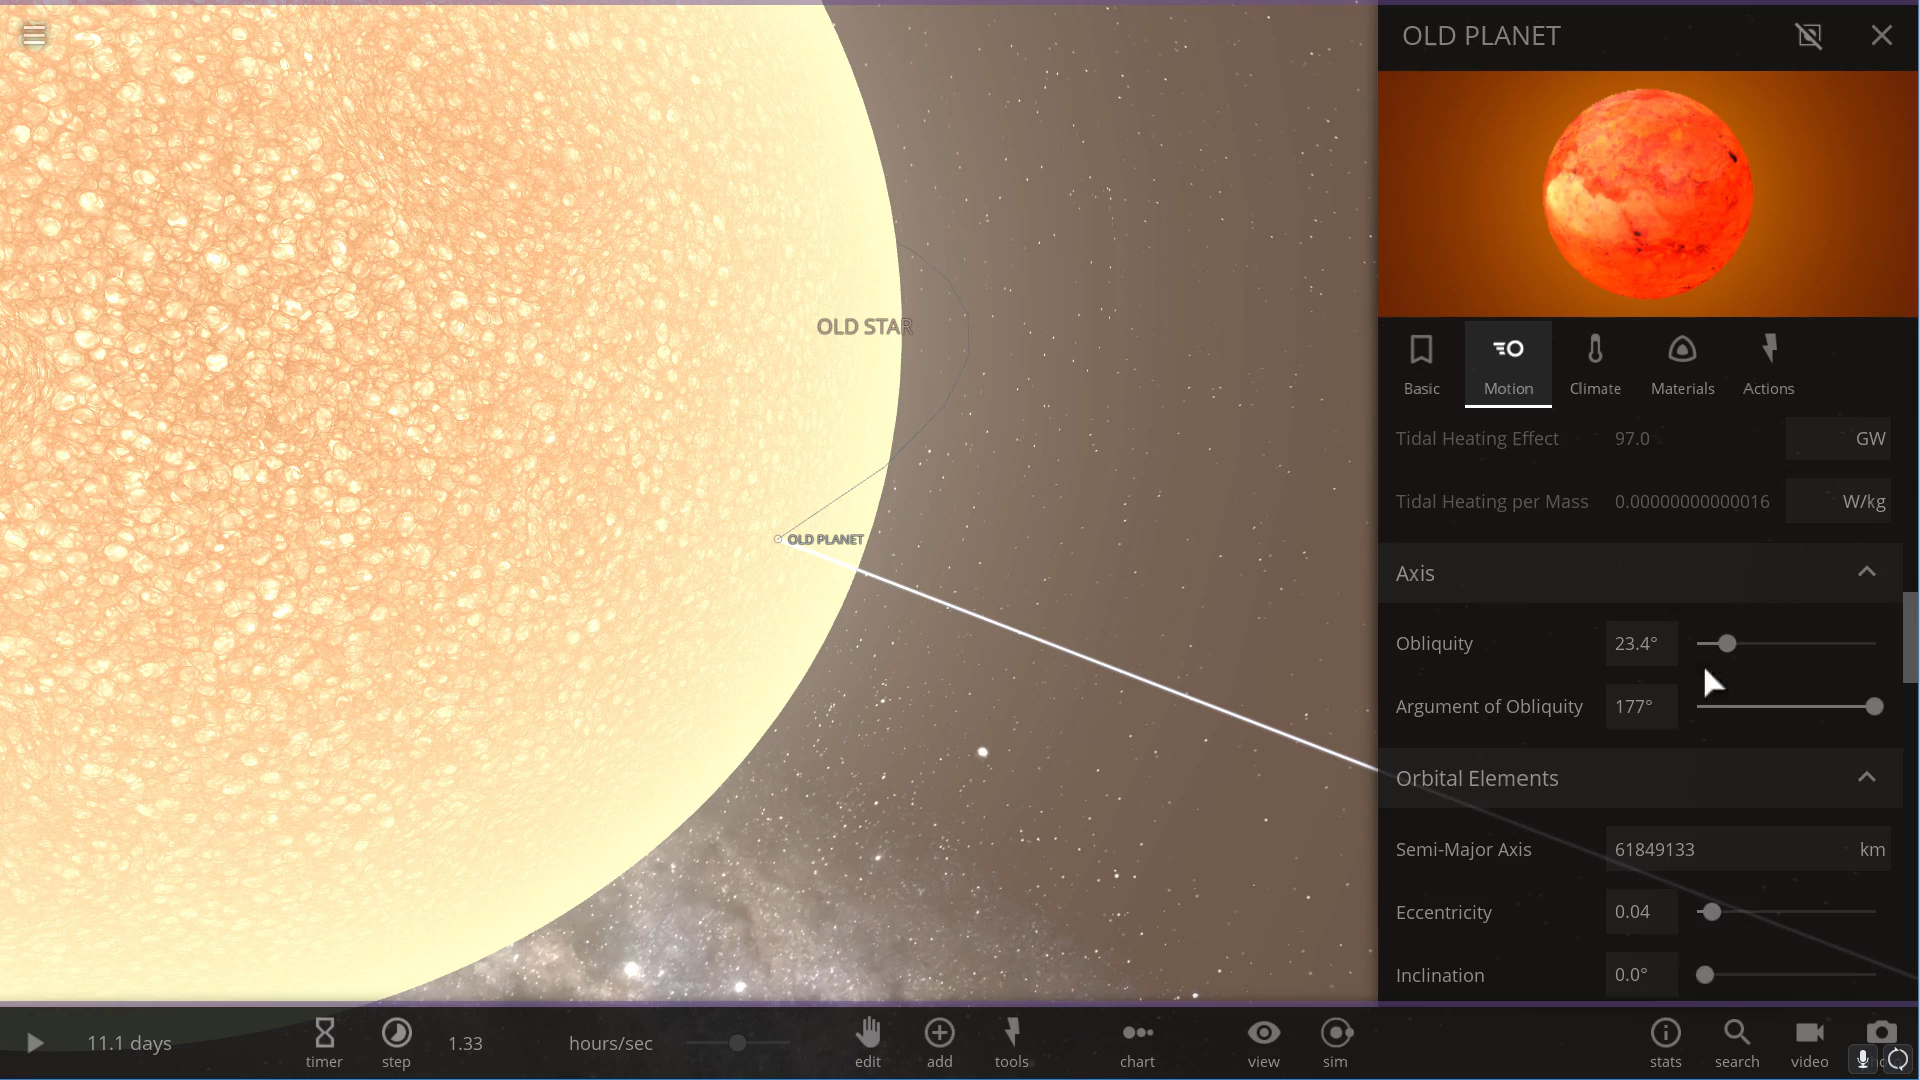 OLD PLANET
OLD STAR
OLD PLANET
Basic
Motion
Climate
Materials
Actions
Tidal Heating Effect 97.0 GW
Tidal Heating per Mass 0.00000000000016 W/kg
Axis
Obliquity 23.4°
Argument of Obliquity 177°
Orbital Elements
Semi-Major Axis 61849133 km
Eccentricity 0.04
Inclination 0.0°
11.1 days
timer
step
1.33 hours/sec
edit
add
tools
chart
view
sim
stats
search
video